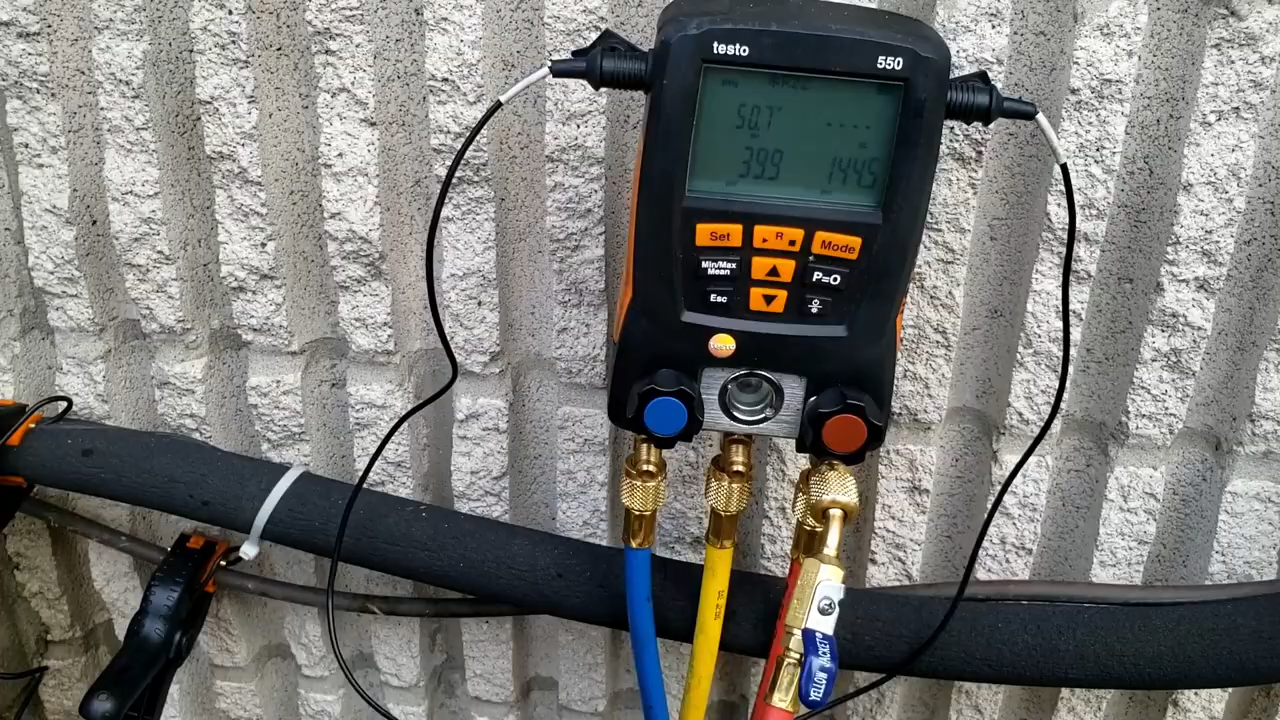 testo
550
50.7°
- - - -
39.9
144.5
Set
R
Mode
Min/Max
Mean
P=O
Esc
testo
YELLOW JACKET